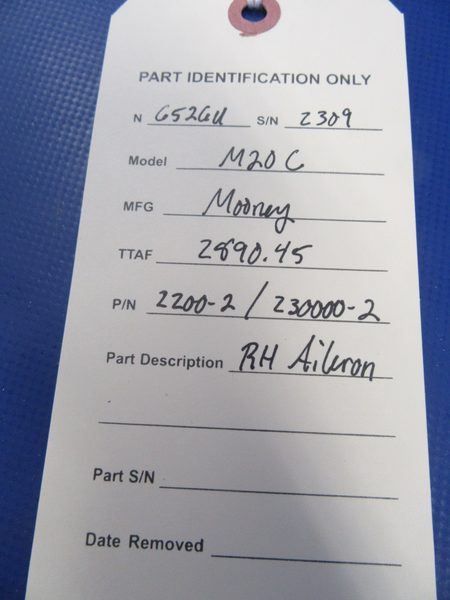 PART IDENTIFICATION ONLY
N 6526U S/N 2309
Model M20C
MFG Mooney
TTAF 2890.45
P/N 2200-2 / 230000-2
Part Description RH Aileron
Part S/N
Date Removed